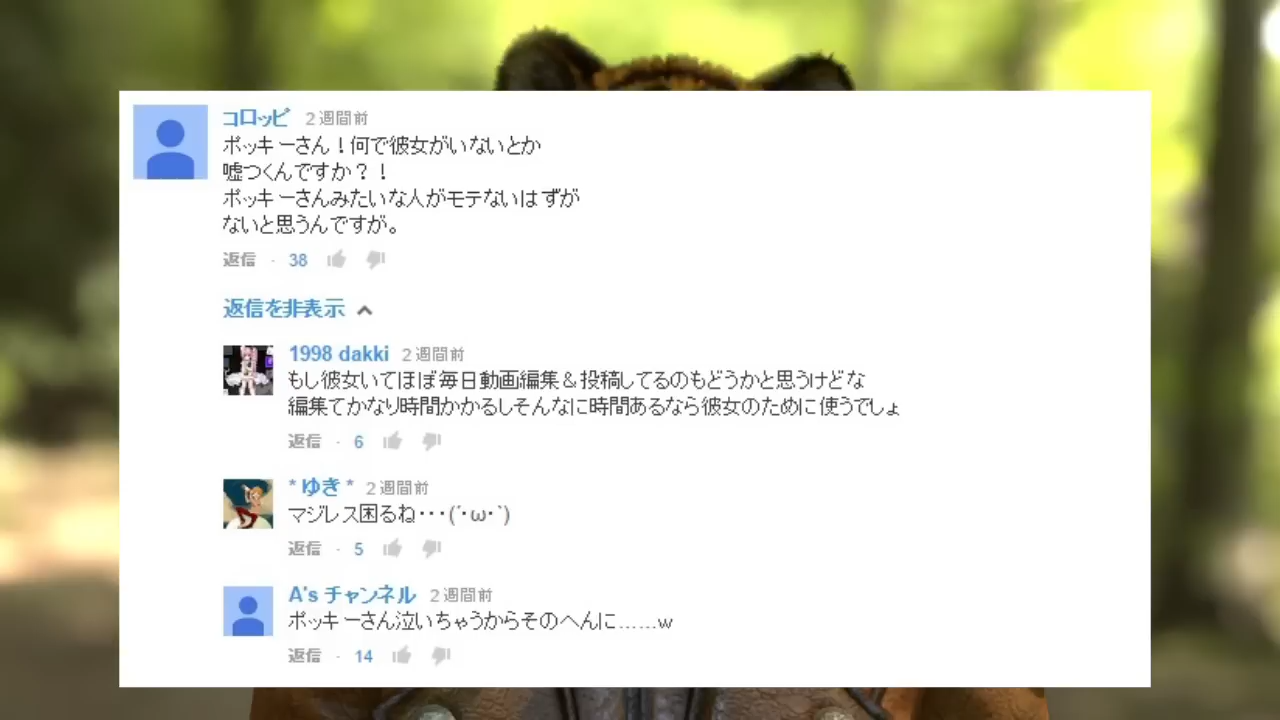 コロッピ 2週間前
ポッキーさん！何で彼女がいないとか
嘘つくんですか？！
ポッキーさんみたいな人がモテないはずが
ないと思うんですが。
返信 · 38
返信を非表示
1998 dakki 2週間前
もし彼女いてほぼ毎日動画編集＆投稿してるのもどうかと思うけどな
編集てかなり時間かかるしそんなに時間あるなら彼女のために使うでしょ
返信 · 6
* ゆき * 2週間前
マジレス困るね・・・(´・ω・`)
返信 · 5
A's チャンネル 2週間前
ポッキーさん泣いちゃうからそのへんに……w
返信 · 14